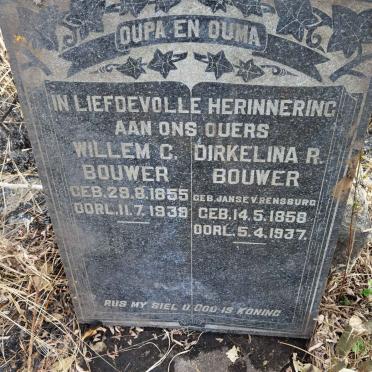 OUPA EN OUMA
IN LIEFDEVOLLE HERINNERING
AAN ONS OUERS
WILLEM C.
BOUWER
GEB. 29.8.1855
OORL. 11.7.1939
DIRKELINA R.
BOUWER
GEB. JANSE V. RENSBURG
GEB. 14.5.1858
OORL. 5.4.1937.
RUS MY SIEL U GOD IS KONING